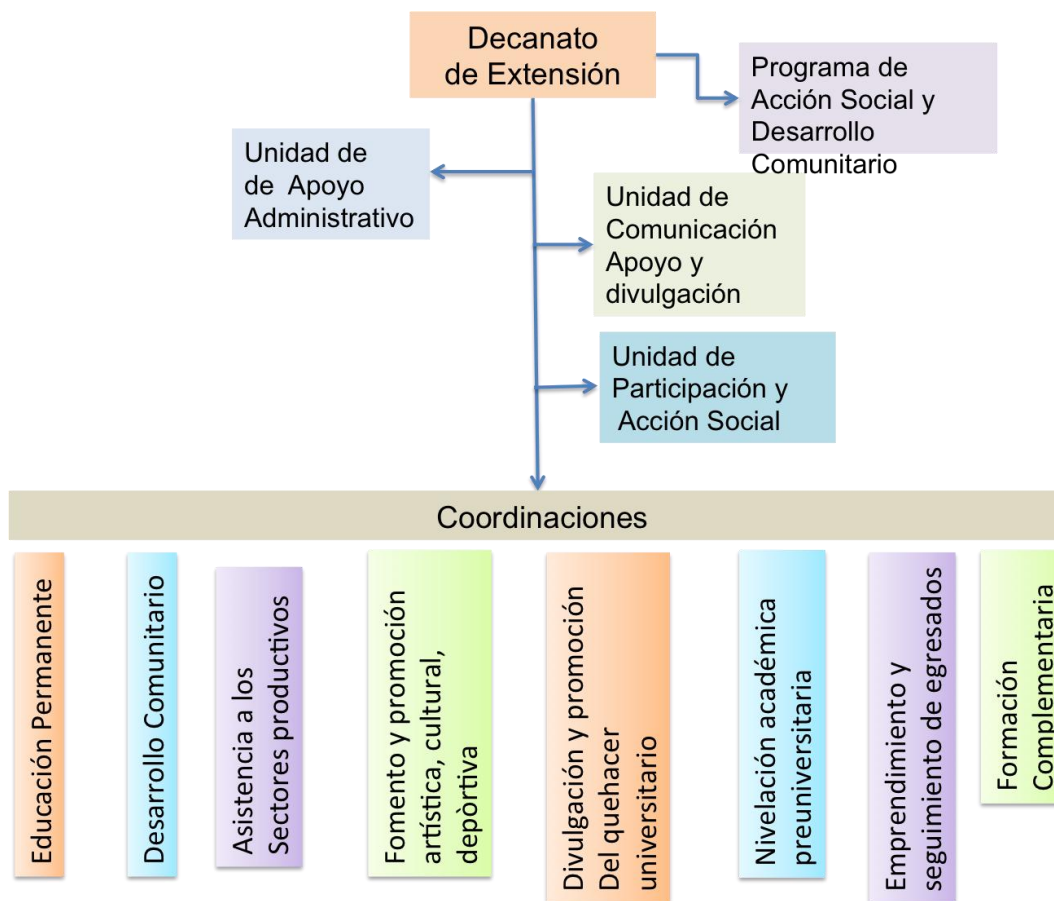 Decanato
de Extensión
Programa de
Acción Social y
Desarrollo
Comunitario
Unidad de
de Apoyo
Administrativo
Unidad de
Comunicación
Apoyo y
divulgación
Unidad de
Participación y
Acción Social
Coordinaciones
Educación Permanente
Desarrollo Comunitario
Asistencia a los
Sectores productivos
Fomento y promoción
artística, cultural,
depòrtiva
Divulgación y promoción
Del quehacer
universitario
Nivelación académica
preuniversitaria
Emprendimiento y
seguimiento de egresados
Formación
Complementaria